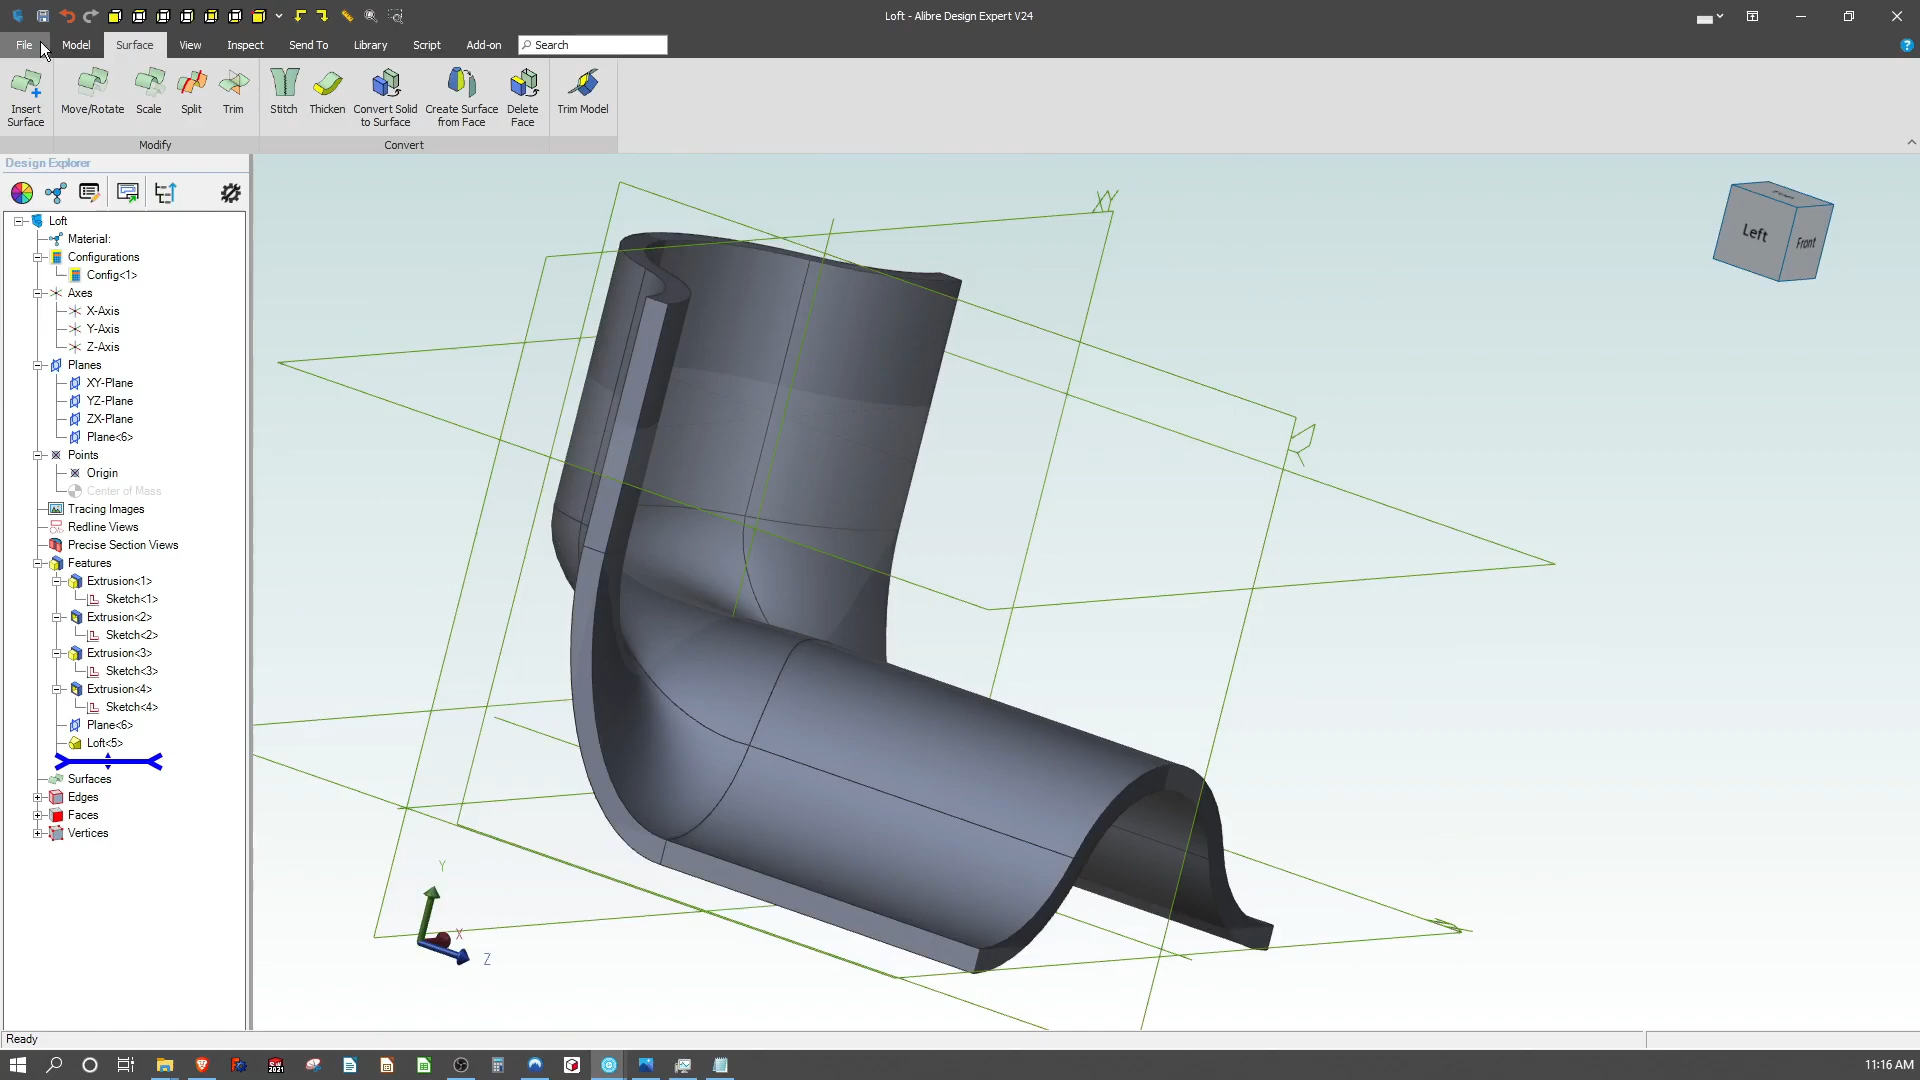 Loft - Alibre Design Expert V24
File Model Surface View Inspect Send To Library Script Add-on Search
Insert Surface
Move/Rotate
Scale
Split
Trim
Stitch
Thicken
Convert Solid to Surface
Create Surface from Face
Delete Face
Trim Model
Modify
Convert
Design Explorer
Loft
Material:
Configurations
Config<1>
Axes
X-Axis
Y-Axis
Z-Axis
Planes
XY-Plane
YZ-Plane
ZX-Plane
Plane<6>
Points
Origin
Center of Mass
Tracing Images
Redline Views
Precise Section Views
Features
Extrusion<1>
Sketch<1>
Extrusion<2>
Sketch<2>
Extrusion<3>
Sketch<3>
Extrusion<4>
Sketch<4>
Plane<6>
Loft<5>
Surfaces
Edges
Faces
Vertices
XY
Left
Front
Y
X
Z
Ready
2021
11:16 AM